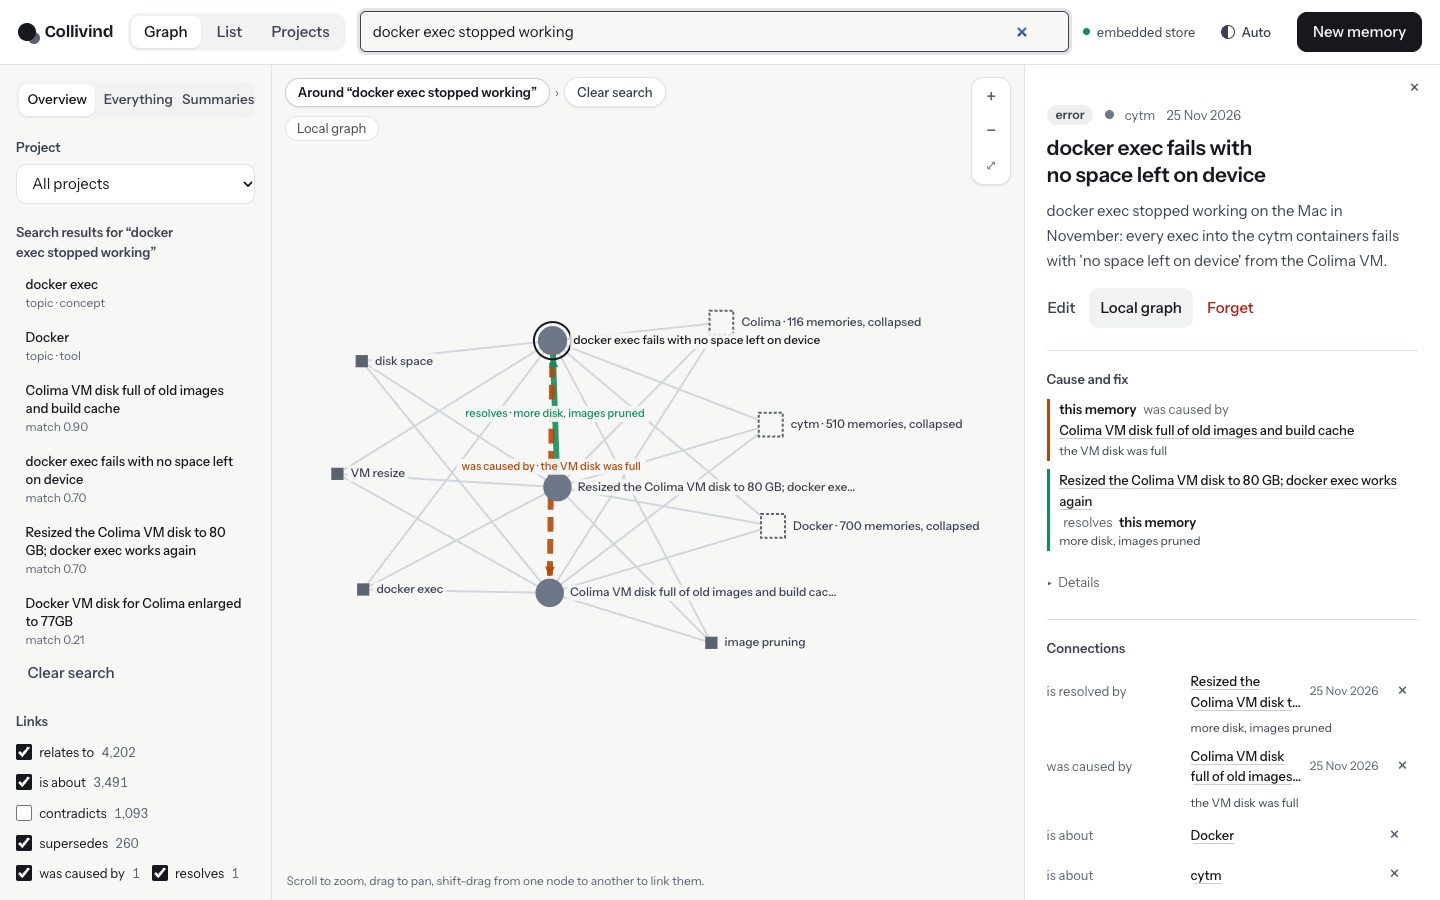 Collivind
Graph List Projects
docker exec stopped working ×
embedded store
Auto
New memory
Overview Everything Summaries
Project
All projects
Search results for “docker
exec stopped working”
docker exec
topic · concept
Docker
topic · tool
Colima VM disk full of old images
and build cache
match 0.90
docker exec fails with no space left
on device
match 0.70
Resized the Colima VM disk to 80
GB; docker exec works again
match 0.70
Docker VM disk for Colima enlarged
to 77GB
match 0.21
Clear search
Links
relates to 4,202
is about 3,491
contradicts 1,093
supersedes 260
was caused by 1 resolves 1
Around “docker exec stopped working” › Clear search
Local graph
+
−
⤢
Colima · 116 memories, collapsed
docker exec fails with no space left on device
disk space
resolves · more disk, images pruned
cytm · 510 memories, collapsed
was caused by · the VM disk was full
VM resize
Resized the Colima VM disk to 80 GB; docker exe...
Docker · 700 memories, collapsed
docker exec
Colima VM disk full of old images and build cac...
image pruning
Scroll to zoom, drag to pan, shift-drag from one node to another to link them.
×
error cytm 25 Nov 2026
docker exec fails with
no space left on device
docker exec stopped working on the Mac in
November: every exec into the cytm containers fails
with 'no space left on device' from the Colima VM.
Edit Local graph Forget
Cause and fix
this memory was caused by
Colima VM disk full of old images and build cache
the VM disk was full
Resized the Colima VM disk to 80 GB; docker exec works
again
resolves this memory
more disk, images pruned
▸ Details
Connections
is resolved by Resized the
Colima VM disk t... 25 Nov 2026 ×
more disk, images pruned
was caused by Colima VM disk
full of old images... 25 Nov 2026 ×
the VM disk was full
is about Docker ×
is about cytm ×